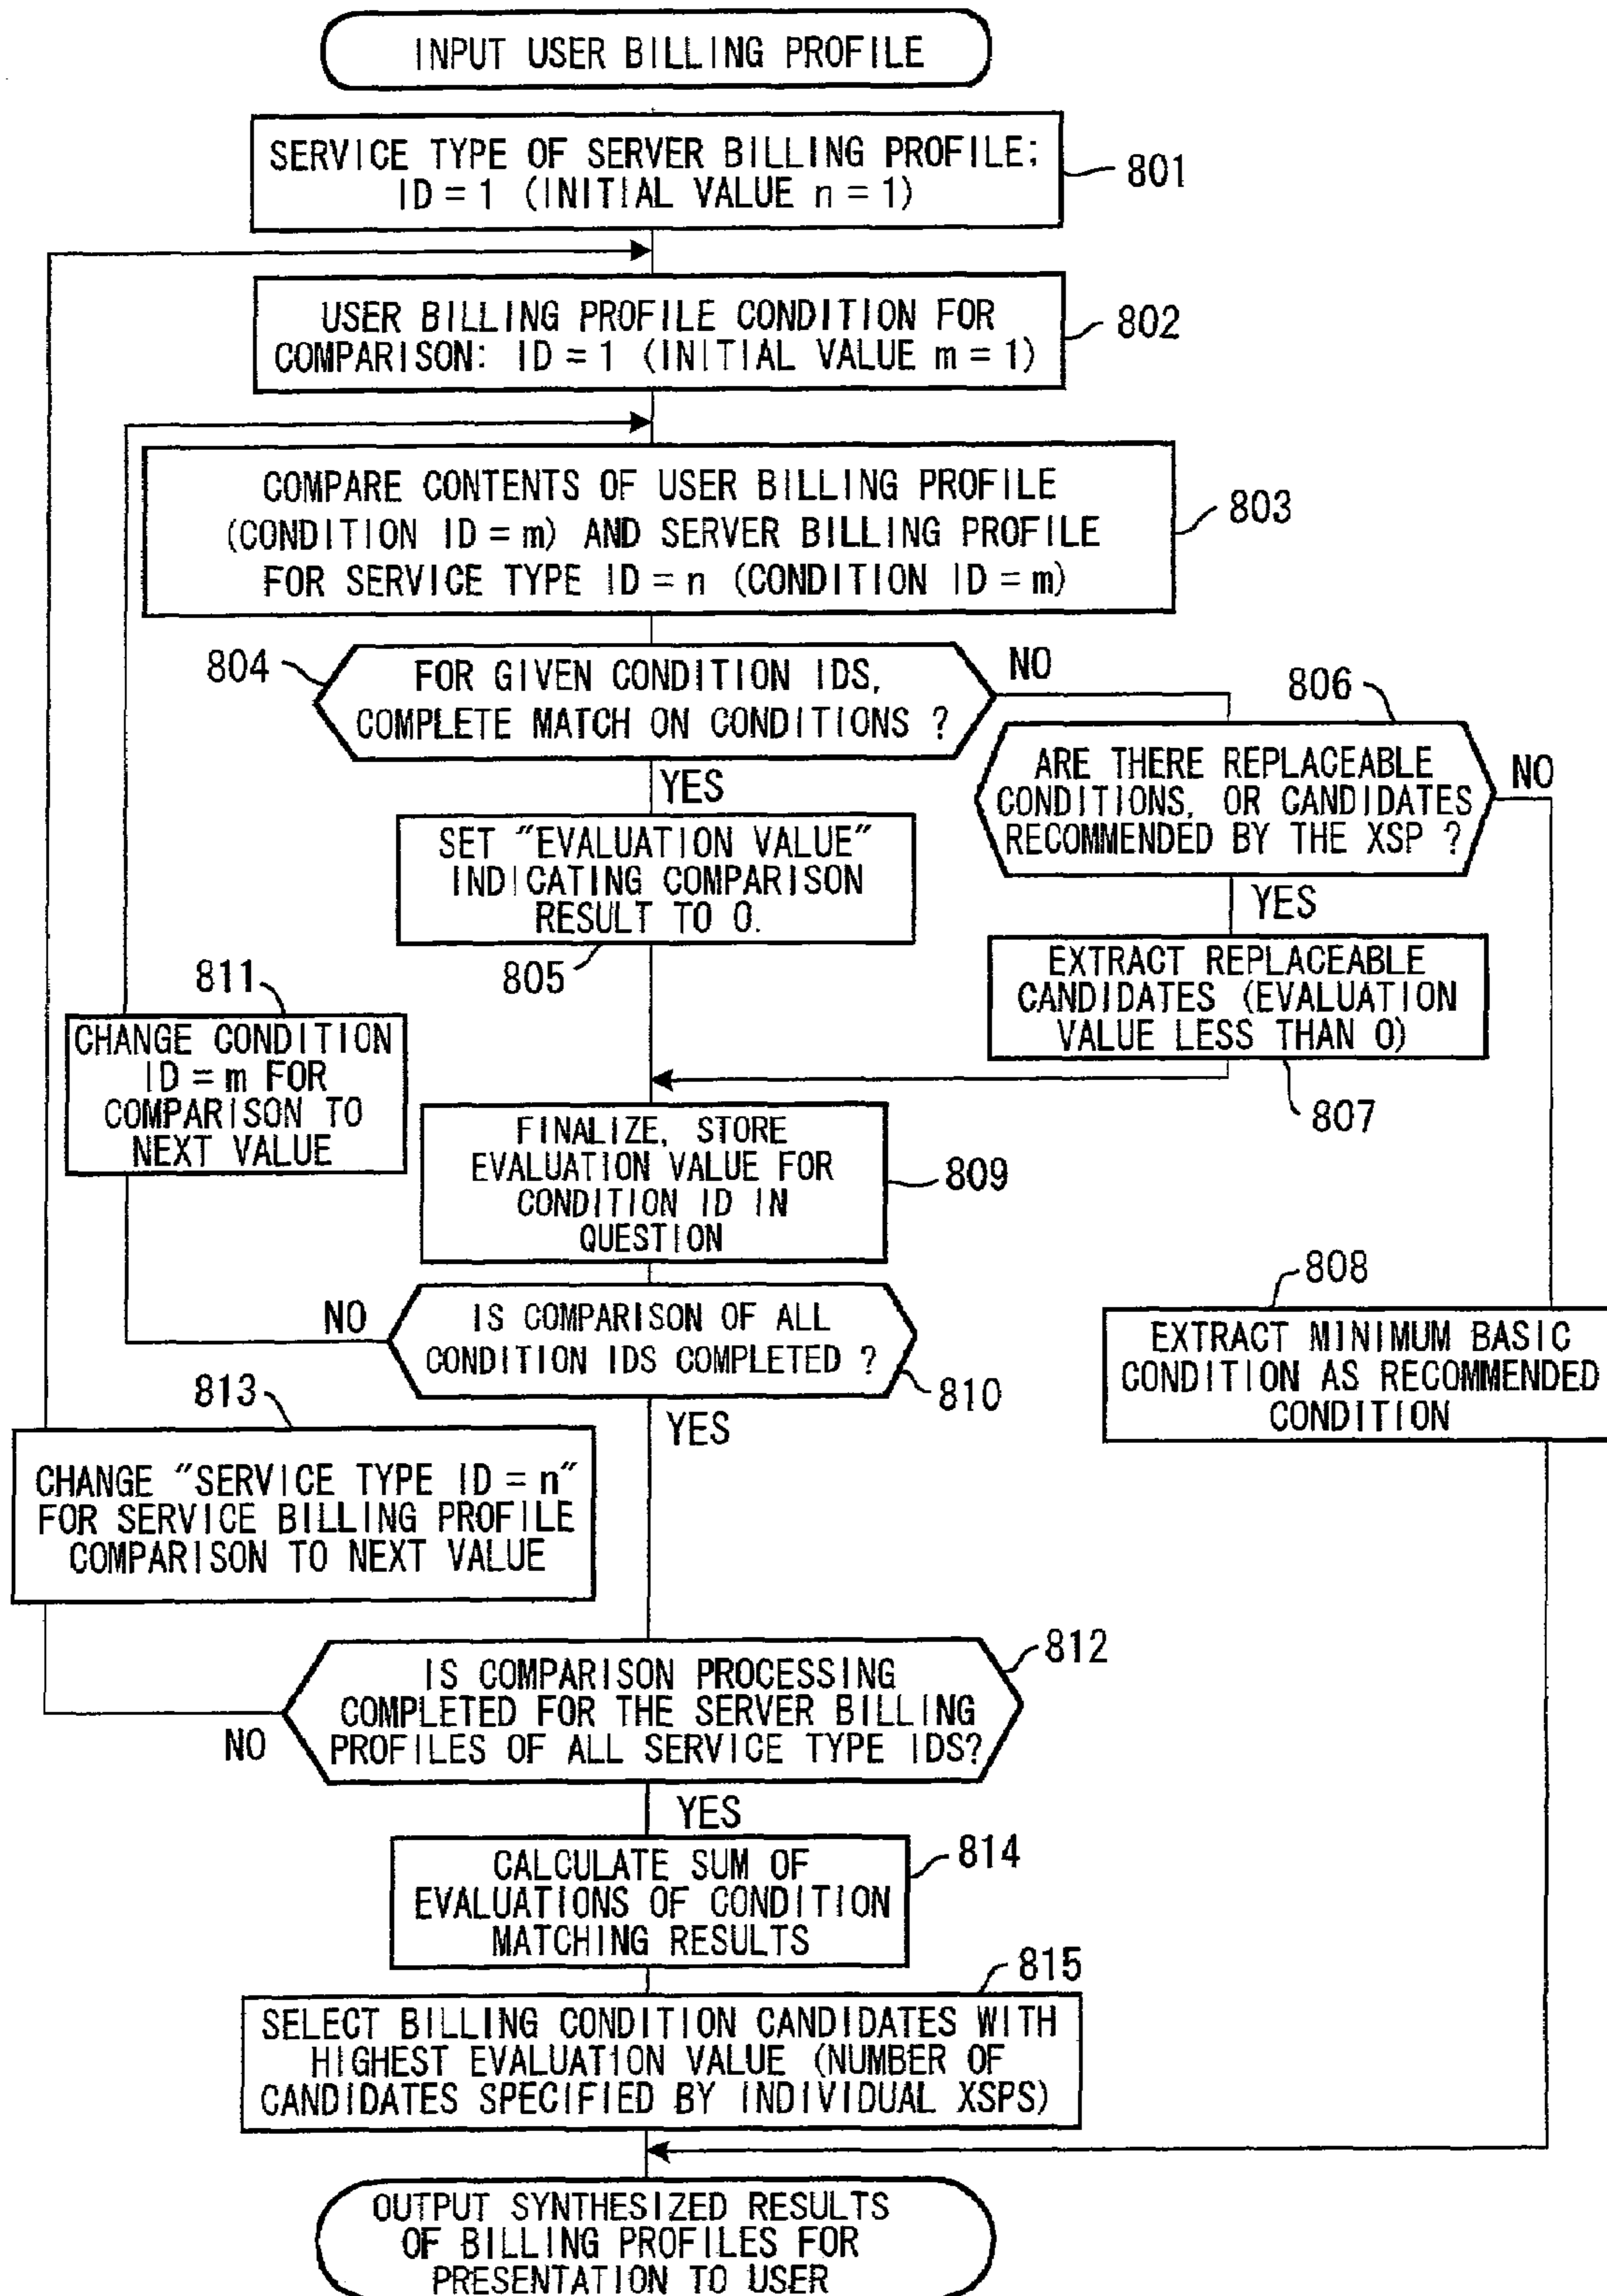 INPUT USER BILLING PROFILE
SERVICE TYPE OF SERVER BILLING PROFILE:
ID = 1 (INITIAL VALUE n = 1)
801
USER BILLING PROFILE CONDITION FOR
COMPARISON: ID = 1 (INITIAL VALUE m = 1)
802
COMPARE CONTENTS OF USER BILLING PROFILE
(CONDITION ID = m) AND SERVER BILLING PROFILE
FOR SERVICE TYPE ID = n (CONDITION ID = m)
803
804
FOR GIVEN CONDITION IDS,
COMPLETE MATCH ON CONDITIONS ?
NO
YES
806
ARE THERE REPLACEABLE
CONDITIONS, OR CANDIDATES
RECOMMENDED BY THE XSP ?
NO
YES
SET "EVALUATION VALUE"
INDICATING COMPARISON
RESULT TO 0.
805
EXTRACT REPLACEABLE
CANDIDATES (EVALUATION
VALUE LESS THAN 0)
807
811
CHANGE CONDITION
ID = m FOR
COMPARISON TO
NEXT VALUE
FINALIZE, STORE
EVALUATION VALUE FOR
CONDITION ID IN
QUESTION
809
808
EXTRACT MINIMUM BASIC
CONDITION AS RECOMMENDED
CONDITION
NO
IS COMPARISON OF ALL
CONDITION IDS COMPLETED ?
810
YES
813
CHANGE "SERVICE TYPE ID = n"
FOR SERVICE BILLING PROFILE
COMPARISON TO NEXT VALUE
812
IS COMPARISON PROCESSING
COMPLETED FOR THE SERVER BILLING
PROFILES OF ALL SERVICE TYPE IDS?
NO
YES
CALCULATE SUM OF
EVALUATIONS OF CONDITION
MATCHING RESULTS
814
815
SELECT BILLING CONDITION CANDIDATES WITH
HIGHEST EVALUATION VALUE (NUMBER OF
CANDIDATES SPECIFIED BY INDIVIDUAL XSPS)
OUTPUT SYNTHESIZED RESULTS
OF BILLING PROFILES FOR
PRESENTATION TO USER